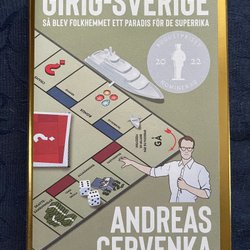 GIRIG-SVERIGE
SÅ BLEV FOLKHEMMET ETT PARADIS FÖR DE SUPERRIKA
20 22
GÅ
ANDREAS
CERVENKA